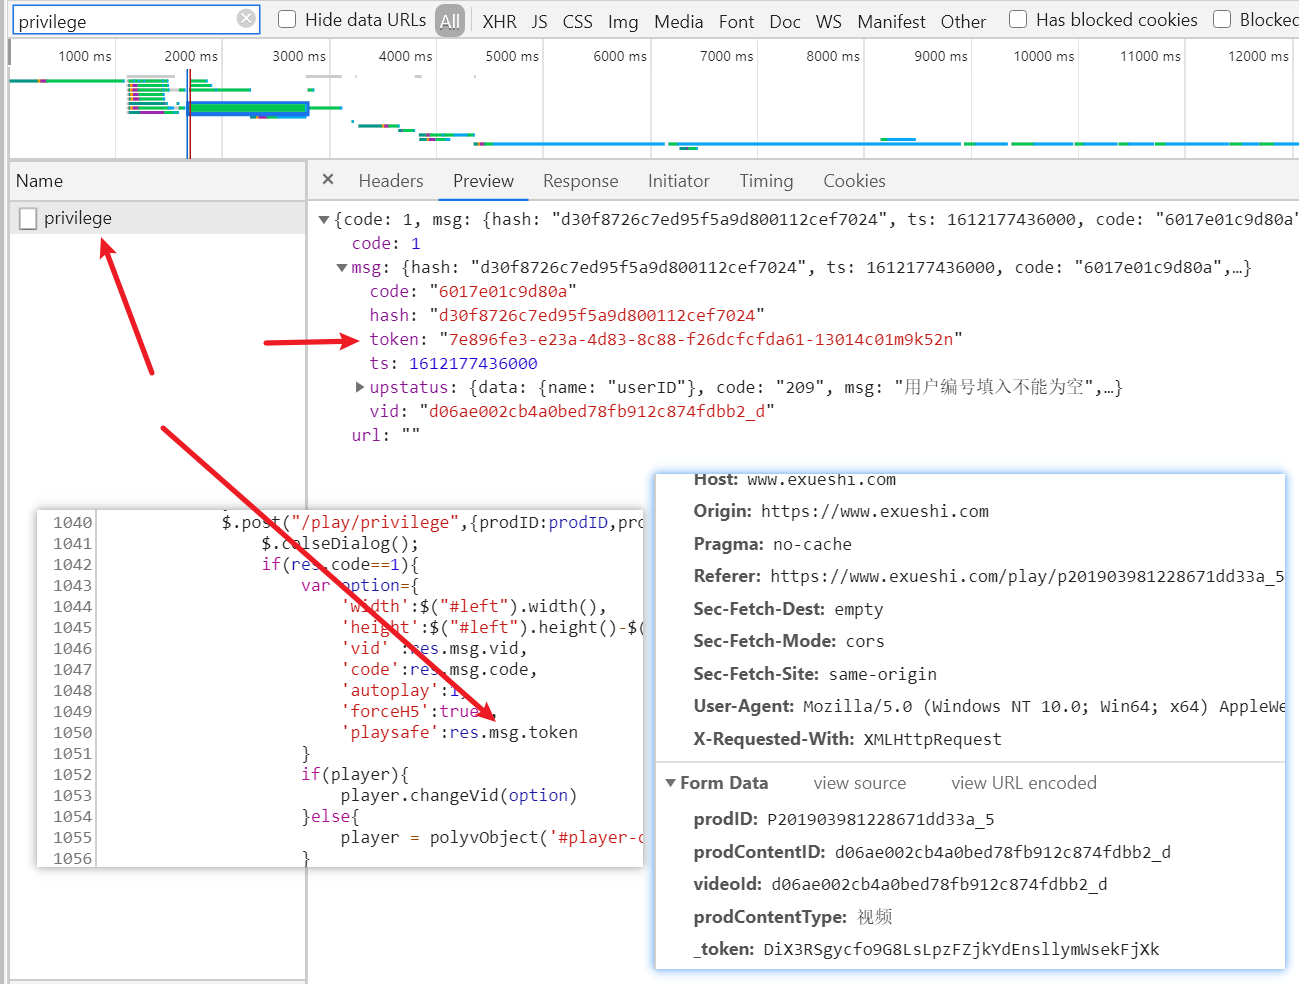 privilege
Hide data URLs All XHR JS CSS Img Media Font Doc WS Manifest Other Has blocked cookies Blocked
1000 ms 2000 ms 3000 ms 4000 ms 5000 ms 6000 ms 7000 ms 8000 ms 9000 ms 10000 ms 11000 ms 12000 ms
Name
× Headers Preview Response Initiator Timing Cookies
privilege
▼{code: 1, msg: {hash: "d30f8726c7ed95f5a9d800112cef7024", ts: 1612177436000, code: "6017e01c9d80a"
code: 1
▼msg: {hash: "d30f8726c7ed95f5a9d800112cef7024", ts: 1612177436000, code: "6017e01c9d80a",…}
code: "6017e01c9d80a"
hash: "d30f8726c7ed95f5a9d800112cef7024"
token: "7e896fe3-e23a-4d83-8c88-f26dcfcfda61-13014c01m9k52n"
ts: 1612177436000
▶upstatus: {data: {name: "userID"}, code: "209", msg: "用户编号填入不能为空",…}
vid: "d06ae002cb4a0bed78fb912c874fdbb2_d"
url: ""
1040 $.post("/play/privilege",{prodID:prodID,pro
1041 $.colseDialog();
1042 if(res.code==1){
1043 var option={
1044 'width':$("#left").width(),
1045 'height':$("#left").height()-$(
1046 'vid' :res.msg.vid,
1047 'code':res.msg.code,
1048 'autoplay':1,
1049 'forceH5':true,
1050 'playsafe':res.msg.token
1051 }
1052 if(player){
1053 player.changeVid(option)
1054 }else{
1055 player = polyvObject('#player-c
1056 }
Host: www.exueshi.com
Origin: https://www.exueshi.com
Pragma: no-cache
Referer: https://www.exueshi.com/play/p201903981228671dd33a_5
Sec-Fetch-Dest: empty
Sec-Fetch-Mode: cors
Sec-Fetch-Site: same-origin
User-Agent: Mozilla/5.0 (Windows NT 10.0; Win64; x64) AppleWe
X-Requested-With: XMLHttpRequest
▼Form Data view source view URL encoded
prodID: P201903981228671dd33a_5
prodContentID: d06ae002cb4a0bed78fb912c874fdbb2_d
videoId: d06ae002cb4a0bed78fb912c874fdbb2_d
prodContentType: 视频
_token: DiX3RSgycfo9G8LsLpzFZjkYdEnsllymWsekFjXk